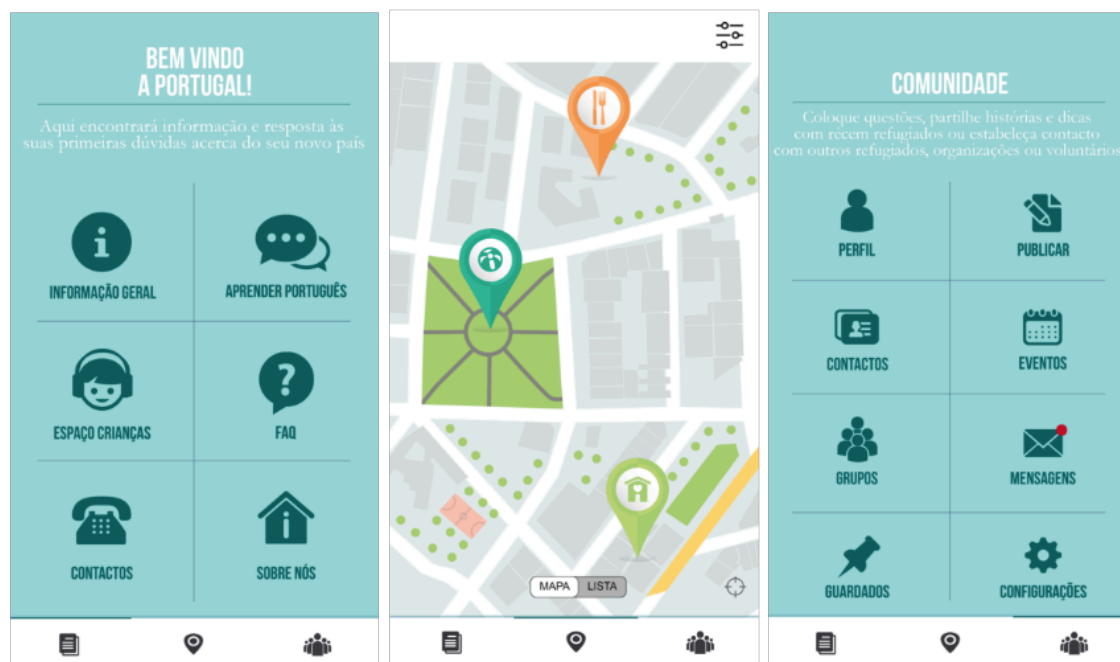 BEM VINDO
A PORTUGAL!
Aqui encontrará informação e resposta às
suas primeiras dúvidas acerca do seu novo país
INFORMAÇÃO GERAL
APRENDER PORTUGUÊS
ESPAÇO CRIANÇAS
FAQ
CONTACTOS
SOBRE NÓS
MAPA
LISTA
COMUNIDADE
Coloque questões, partilhe histórias e dicas
com récem refugiados ou estabeleça contacto
com outros refugiados, organizações ou voluntários
PERFIL
PUBLICAR
CONTACTOS
EVENTOS
GRUPOS
MENSAGENS
GUARDADOS
CONFIGURAÇÕES